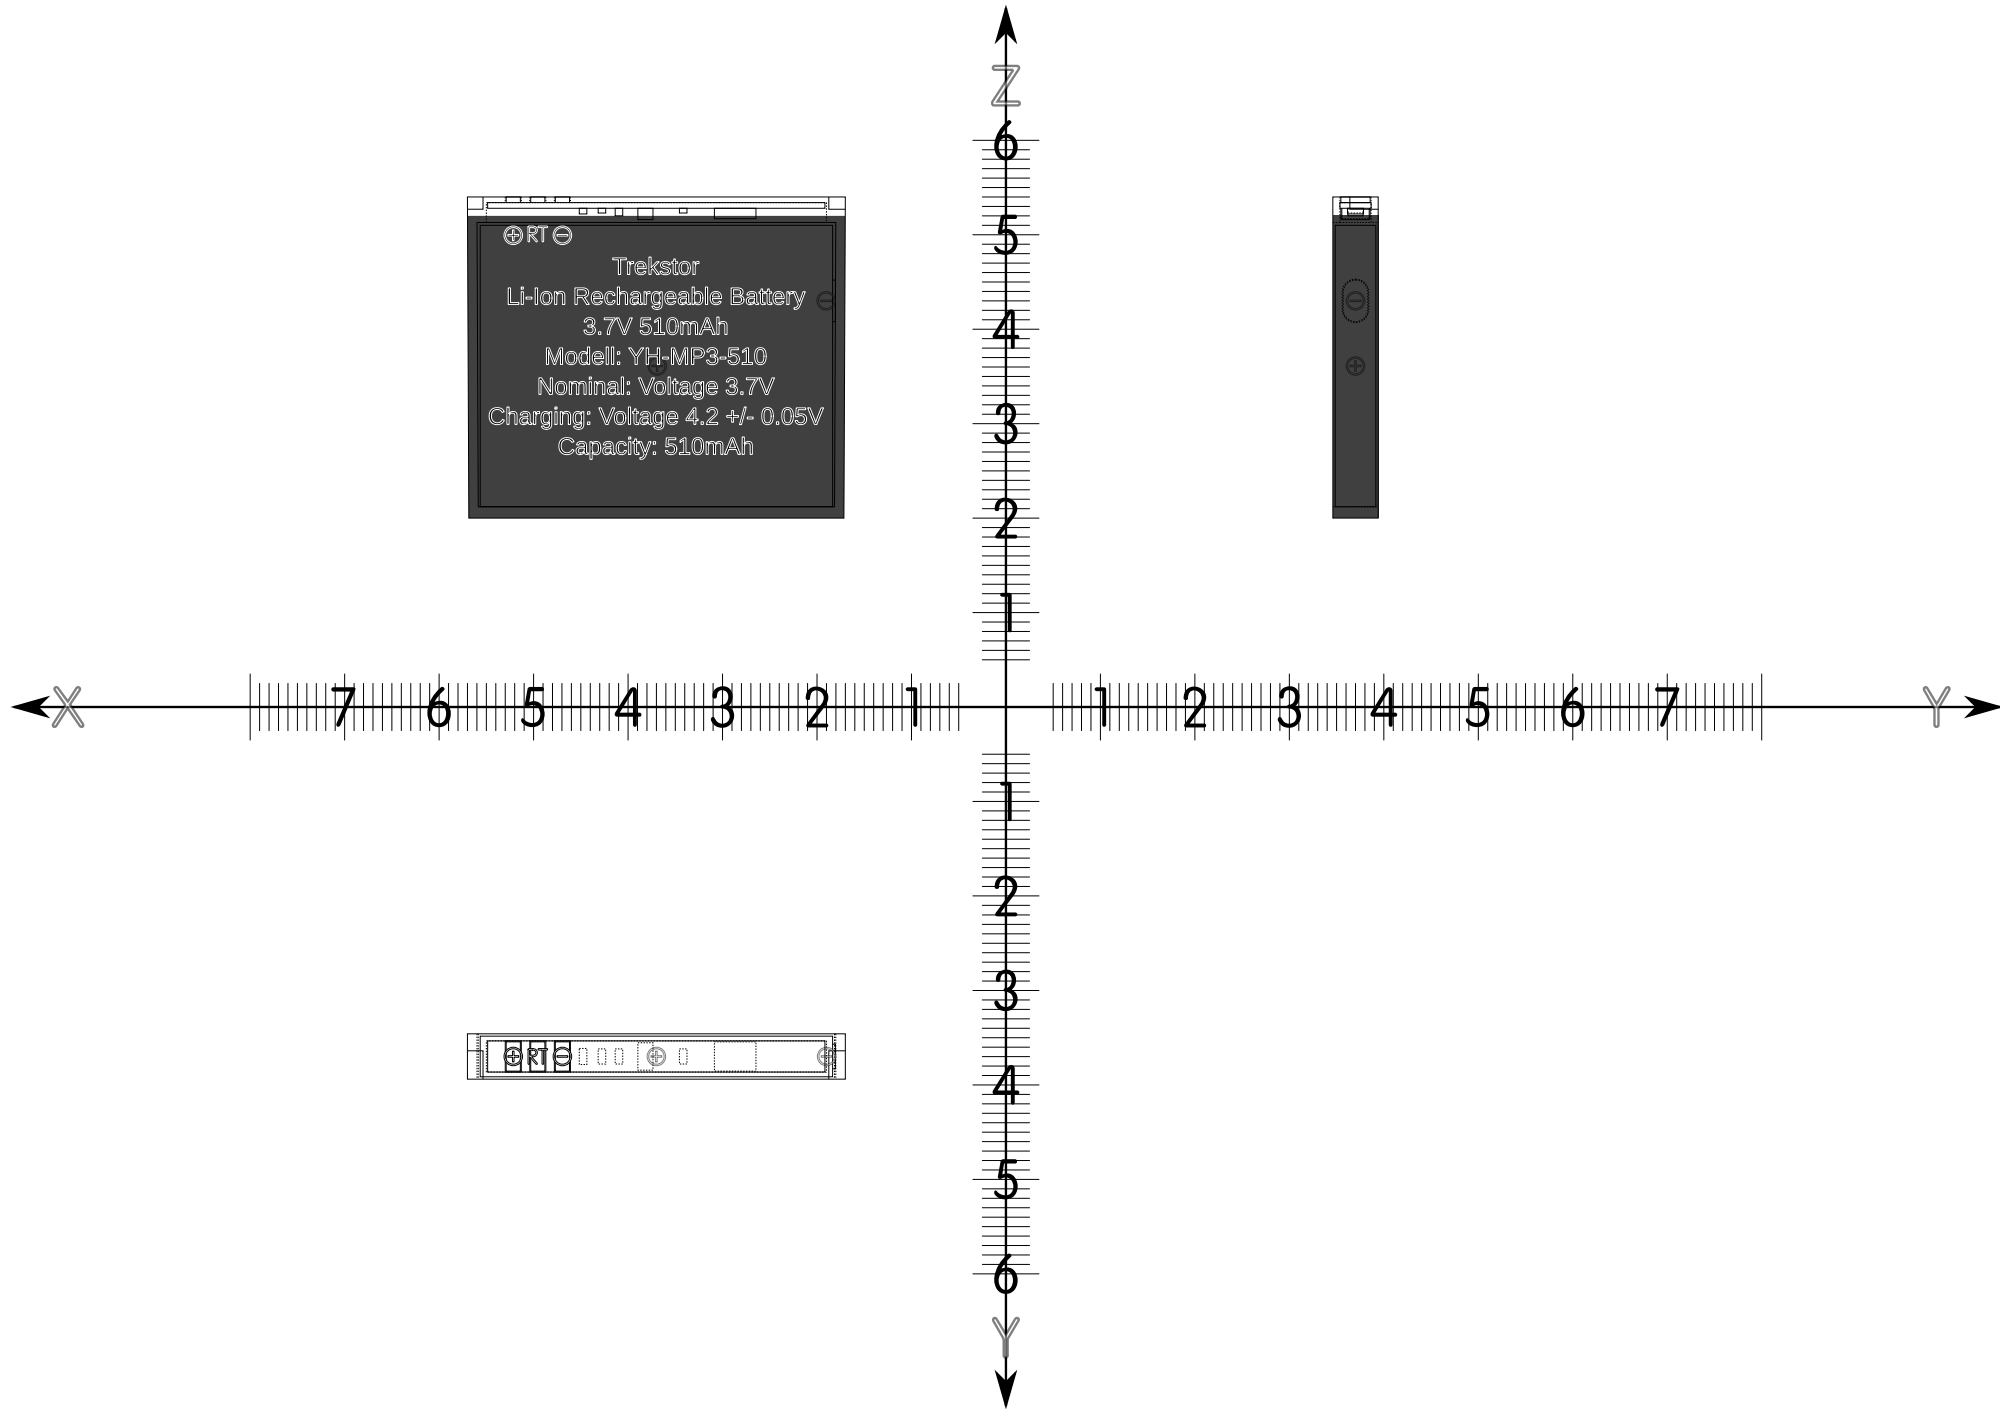 Z
6
⊕ RT ⊖
5
Trekstor
Li-Ion Rechargeable Battery
3.7V 510mAh
4
Modell: YH-MP3-510
Nominal: Voltage 3.7V
Charging: Voltage 4.2 +/- 0.05V
3
Capacity: 510mAh
2
1
X 7 6 5 4 3 2 1 1 2 3 4 5 6 7 Y
1
2
3
⊕ RT ⊖
4
5
6
Y